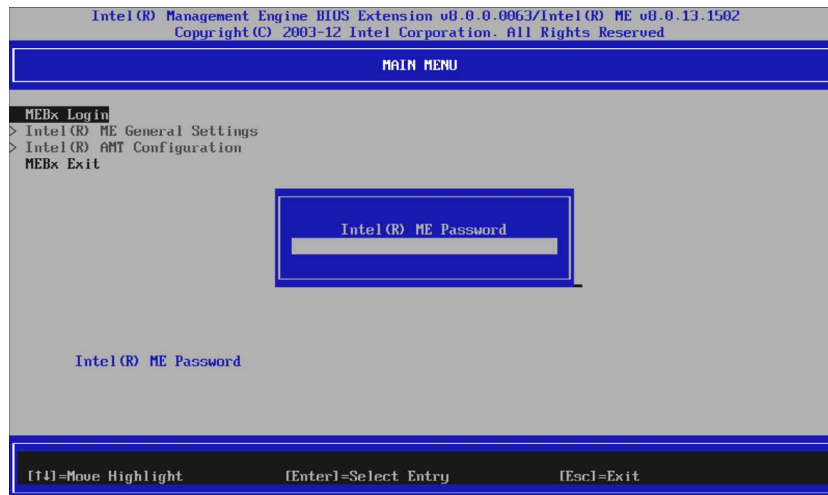 Intel(R) Management Engine BIOS Extension v8.0.0.0063/Intel(R) ME v8.0.13.1502
Copyright(C) 2003-12 Intel Corporation. All Rights Reserved
MAIN MENU
MEBx Login
> Intel(R) ME General Settings
> Intel(R) AMT Configuration
MEBx Exit
Intel(R) ME Password
Intel(R) ME Password
[↑↓]=Move Highlight [Enter]=Select Entry [Esc]=Exit